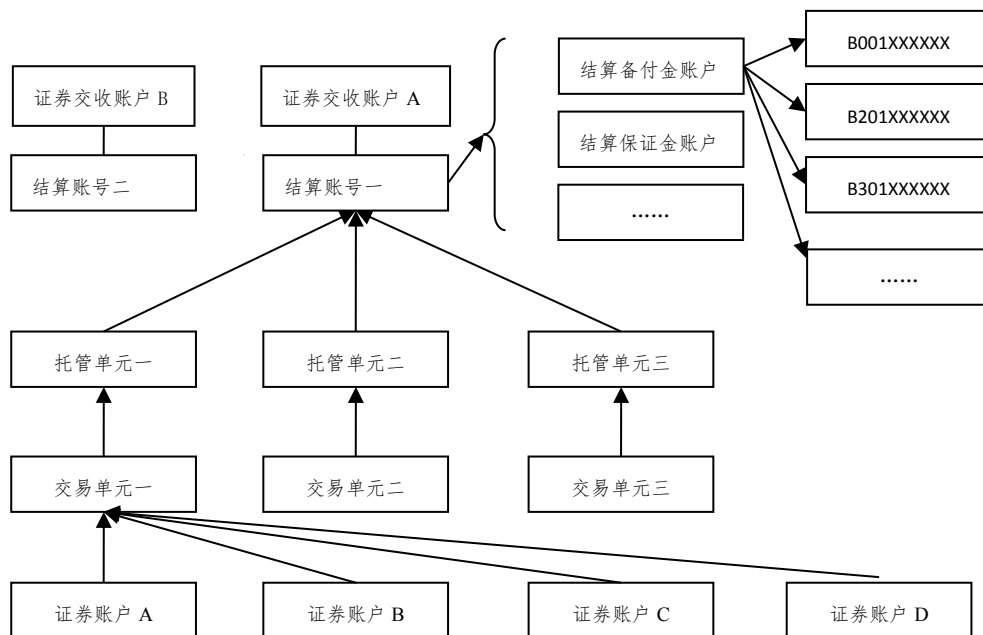 B001XXXXXX
结算备付金账户
证券交收账户 B
证券交收账户 A
B201XXXXXX
结算保证金账户
结算账号二
结算账号一
B301XXXXXX
……
……
托管单元一
托管单元二
托管单元三
交易单元一
交易单元二
交易单元三
证券账户 A
证券账户 B
证券账户 C
证券账户 D